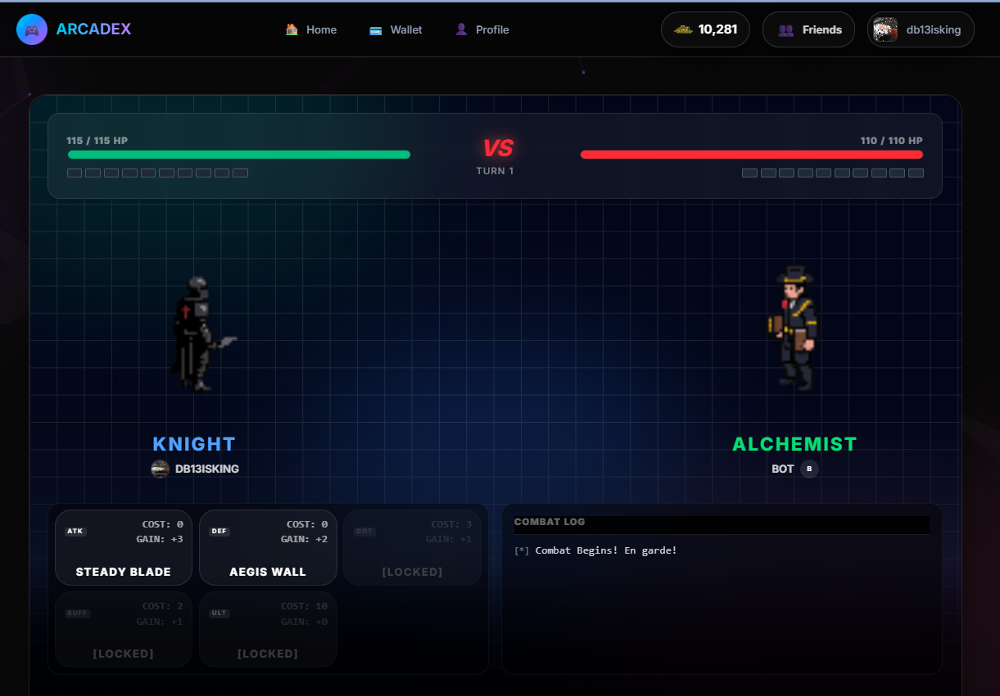 ARCADEX
Home
Wallet
Profile
10,281
Friends
db13isking
115 / 115 HP
VS
TURN 1
110 / 110 HP
KNIGHT
DB13ISKING
ALCHEMIST
BOT B
ATK
COST: 0
GAIN: +3
STEADY BLADE
DEF
COST: 0
GAIN: +2
AEGIS WALL
DOT
COST: 3
GAIN: +1
[LOCKED]
BUFF
COST: 2
GAIN: +1
[LOCKED]
ULT
COST: 10
GAIN: +0
[LOCKED]
COMBAT LOG
[*] Combat Begins! En garde!